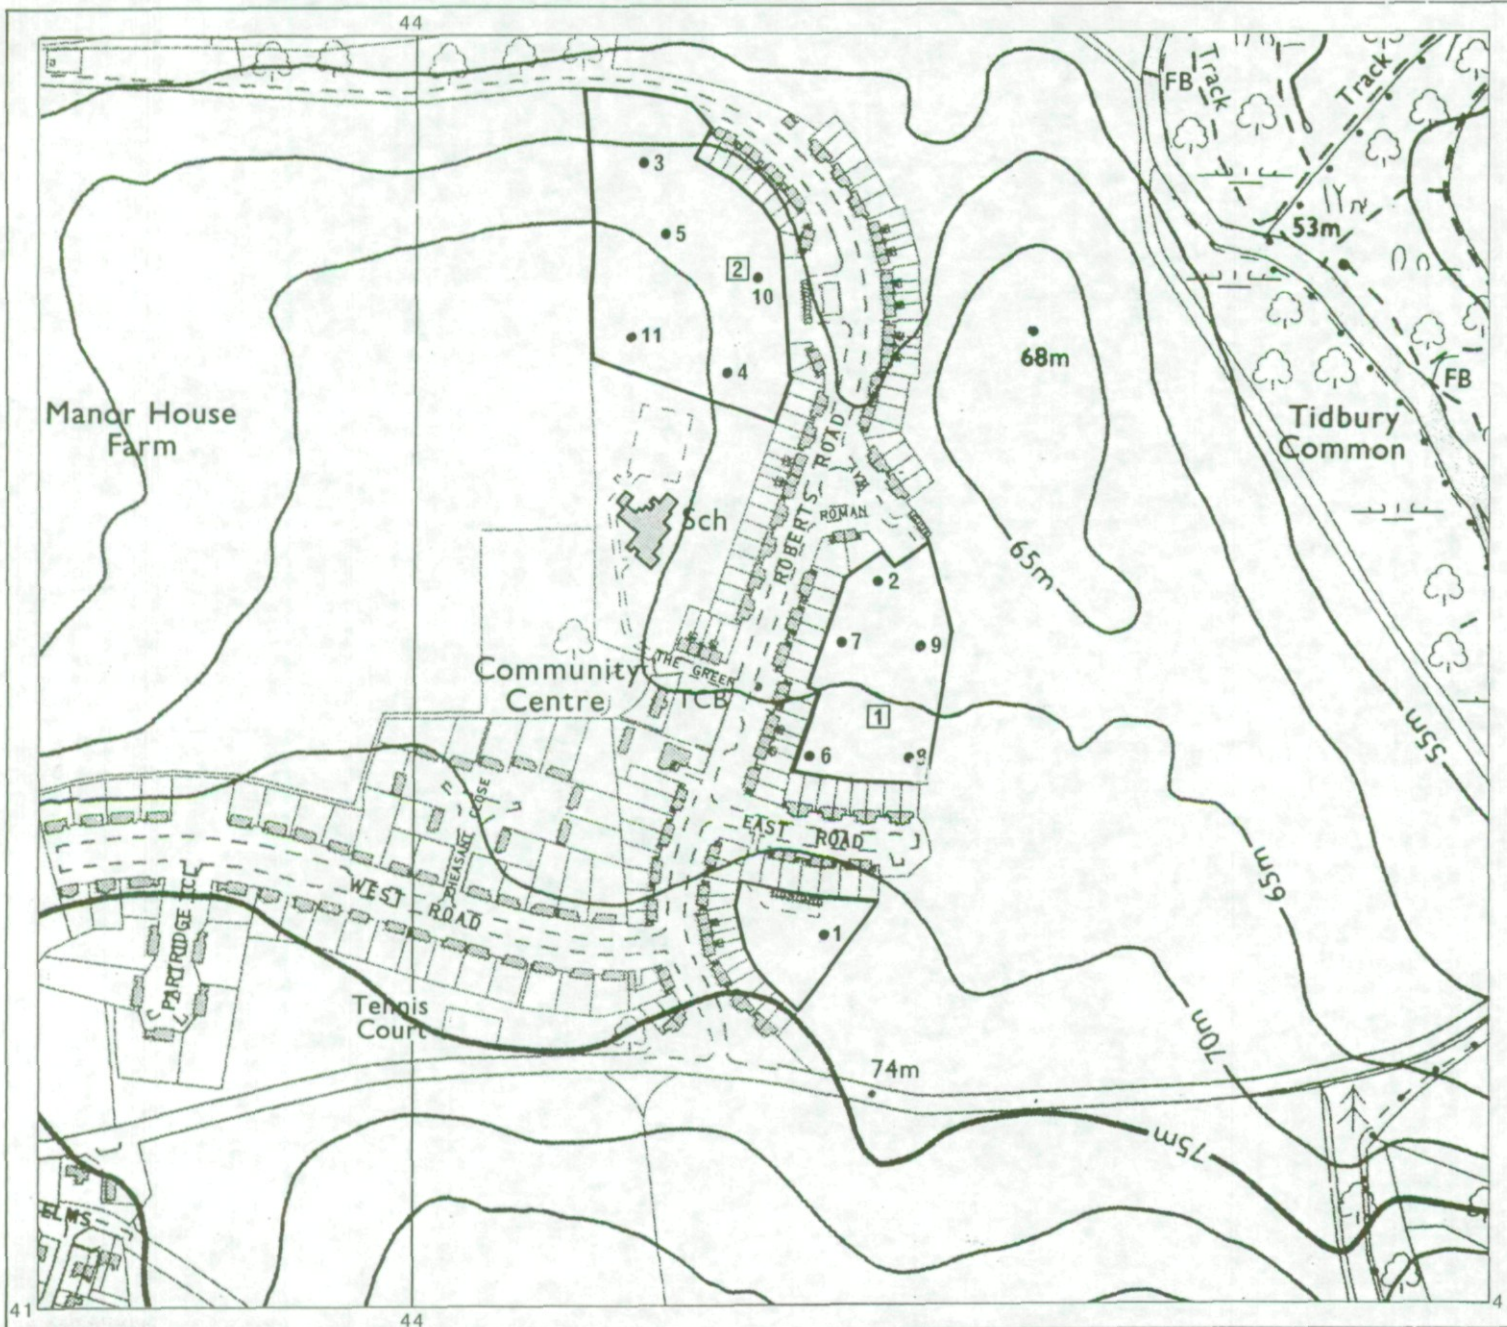 44
FB
Track
Track
3
53m
5
2
10
11
4
68m
FB
Manor House
Farm
Tidbury
Common
ROBERTS ROAD
Sch
ROMAN
65m
2
7
9
THE GREEN
Community
Centre
TCB
1
6
8
55m
PHEASANT CLOSE
EAST ROAD
65m
WEST ROAD
1
PARTRIDGE
Tennis
Court
70m
74m
75m
ELMS
41
44
4